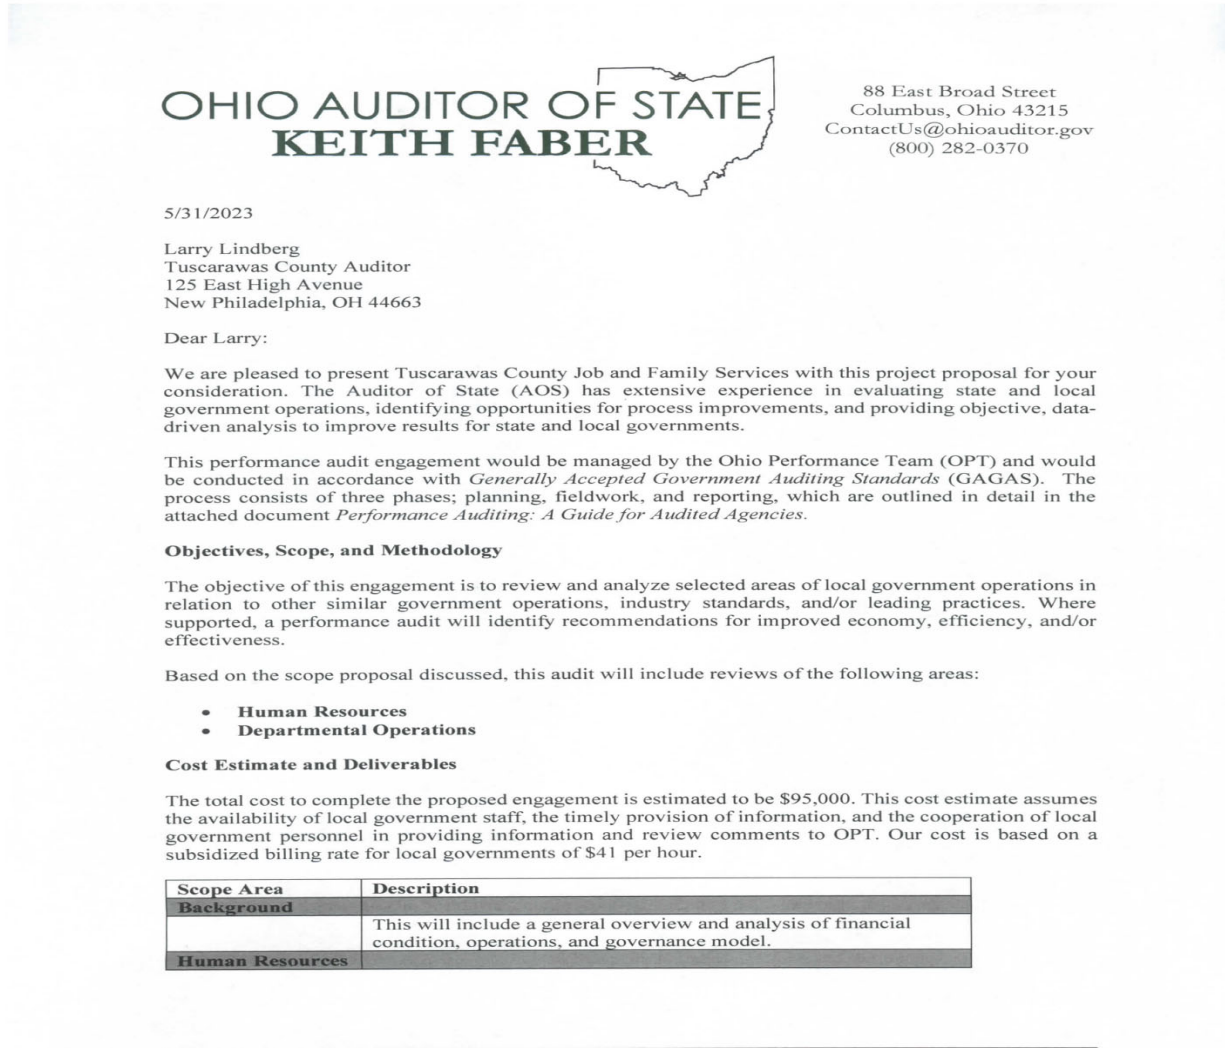 OHIO AUDITOR OF STATE
KEITH FABER
88 East Broad Street
Columbus, Ohio 43215
ContactUs@ohioauditor.gov
(800) 282-0370
5/31/2023
Larry Lindberg
Tuscarawas County Auditor
125 East High Avenue
New Philadelphia, OH 44663
Dear Larry:
We are pleased to present Tuscarawas County Job and Family Services with this project proposal for your
consideration. The Auditor of State (AOS) has extensive experience in evaluating state and local
government operations, identifying opportunities for process improvements, and providing objective, data-
driven analysis to improve results for state and local governments.
This performance audit engagement would be managed by the Ohio Performance Team (OPT) and would
be conducted in accordance with Generally Accepted Government Auditing Standards (GAGAS). The
process consists of three phases; planning, fieldwork, and reporting, which are outlined in detail in the
attached document Performance Auditing: A Guide for Audited Agencies.
Objectives, Scope, and Methodology
The objective of this engagement is to review and analyze selected areas of local government operations in
relation to other similar government operations, industry standards, and/or leading practices. Where
supported, a performance audit will identify recommendations for improved economy, efficiency, and/or
effectiveness.
Based on the scope proposal discussed, this audit will include reviews of the following areas:
• Human Resources
• Departmental Operations
Cost Estimate and Deliverables
The total cost to complete the proposed engagement is estimated to be $95,000. This cost estimate assumes
the availability of local government staff, the timely provision of information, and the cooperation of local
government personnel in providing information and review comments to OPT. Our cost is based on a
subsidized billing rate for local governments of $41 per hour.
Scope Area Description
Background
This will include a general overview and analysis of financial
condition, operations, and governance model.
Human Resources